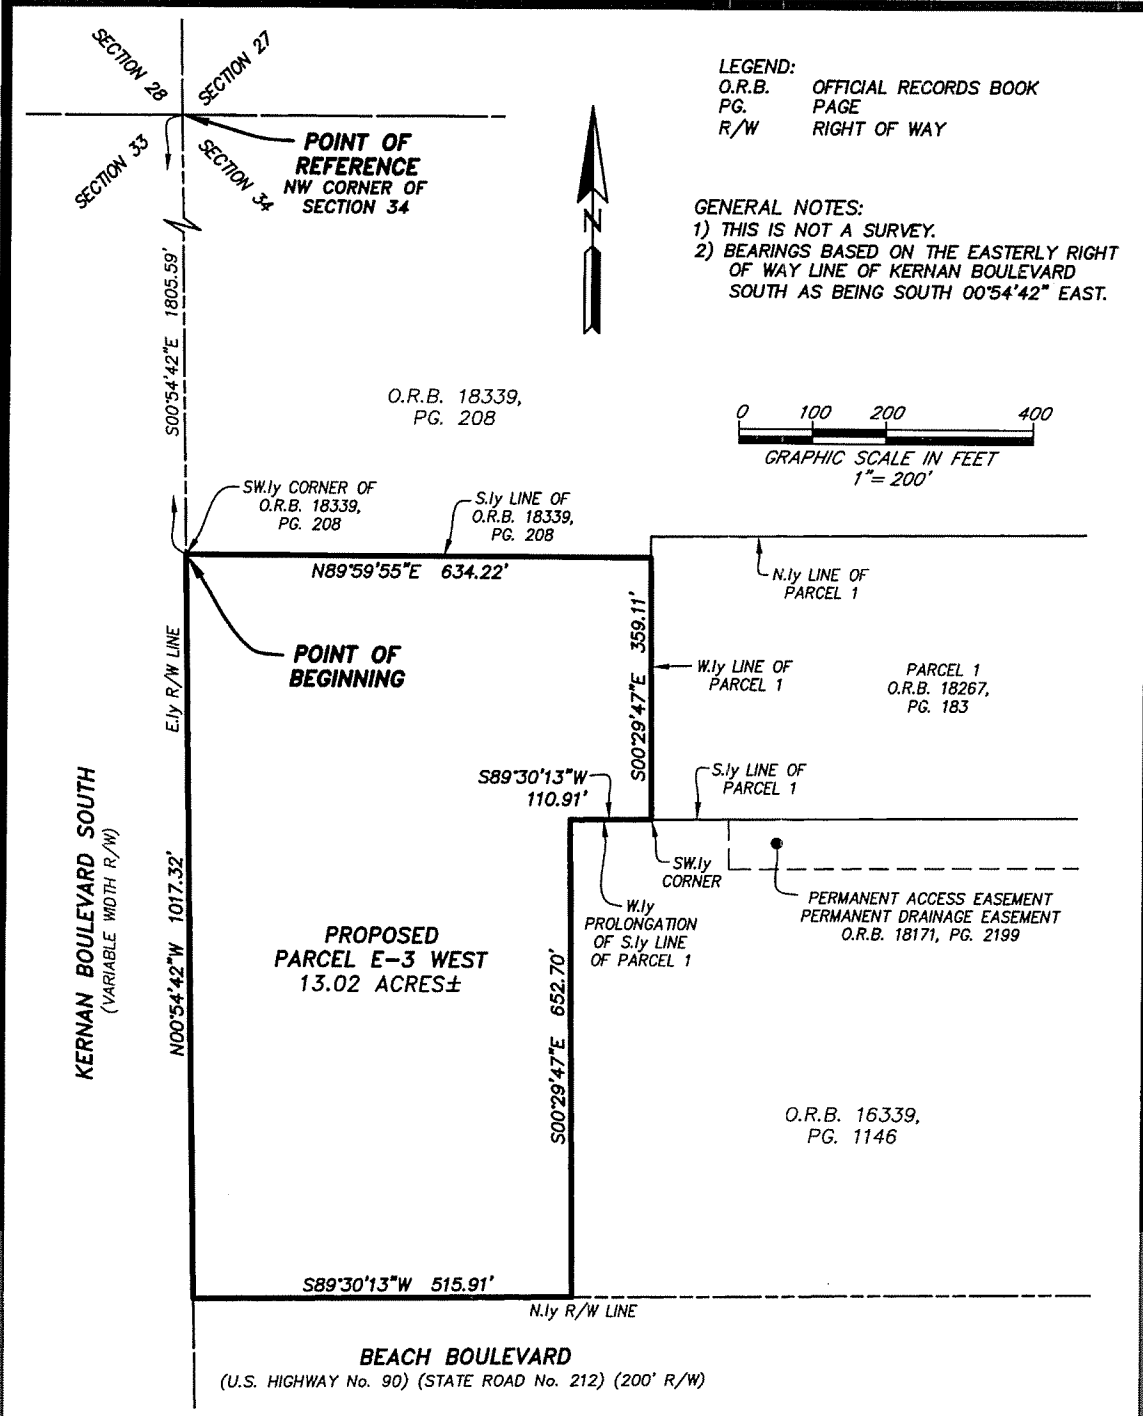 SECTION 28
SECTION 27
SECTION 33
SECTION 34
POINT OF
REFERENCE
NW CORNER OF
SECTION 34
LEGEND:
O.R.B. OFFICIAL RECORDS BOOK
PG. PAGE
R/W RIGHT OF WAY
N
GENERAL NOTES:
1) THIS IS NOT A SURVEY.
2) BEARINGS BASED ON THE EASTERLY RIGHT
OF WAY LINE OF KERNAN BOULEVARD
SOUTH AS BEING SOUTH 00°54'42" EAST.
S00°54'42"E 1805.59'
O.R.B. 18339,
PG. 208
0 100 200 400
GRAPHIC SCALE IN FEET
1"= 200'
SW.ly CORNER OF
O.R.B. 18339,
PG. 208
S.ly LINE OF
O.R.B. 18339,
PG. 208
N89°59'55"E 634.22'
N.ly LINE OF
PARCEL 1
POINT OF
BEGINNING
E.ly R/W LINE
S00°29'47"E 359.11'
W.ly LINE OF
PARCEL 1
PARCEL 1
O.R.B. 18267,
PG. 183
S89°30'13"W
110.91'
S.ly LINE OF
PARCEL 1
KERNAN BOULEVARD SOUTH
(VARIABLE WIDTH R/W)
N00°54'42"W 1017.32'
SW.ly
CORNER
W.ly
PROLONGATION
OF S.ly LINE
OF PARCEL 1
PERMANENT ACCESS EASEMENT
PERMANENT DRAINAGE EASEMENT
O.R.B. 18171, PG. 2199
PROPOSED
PARCEL E-3 WEST
13.02 ACRES±
S00°29'47"E 652.70'
O.R.B. 16339,
PG. 1146
S89°30'13"W 515.91'
N.ly R/W LINE
BEACH BOULEVARD
(U.S. HIGHWAY No. 90) (STATE ROAD No. 212) (200' R/W)